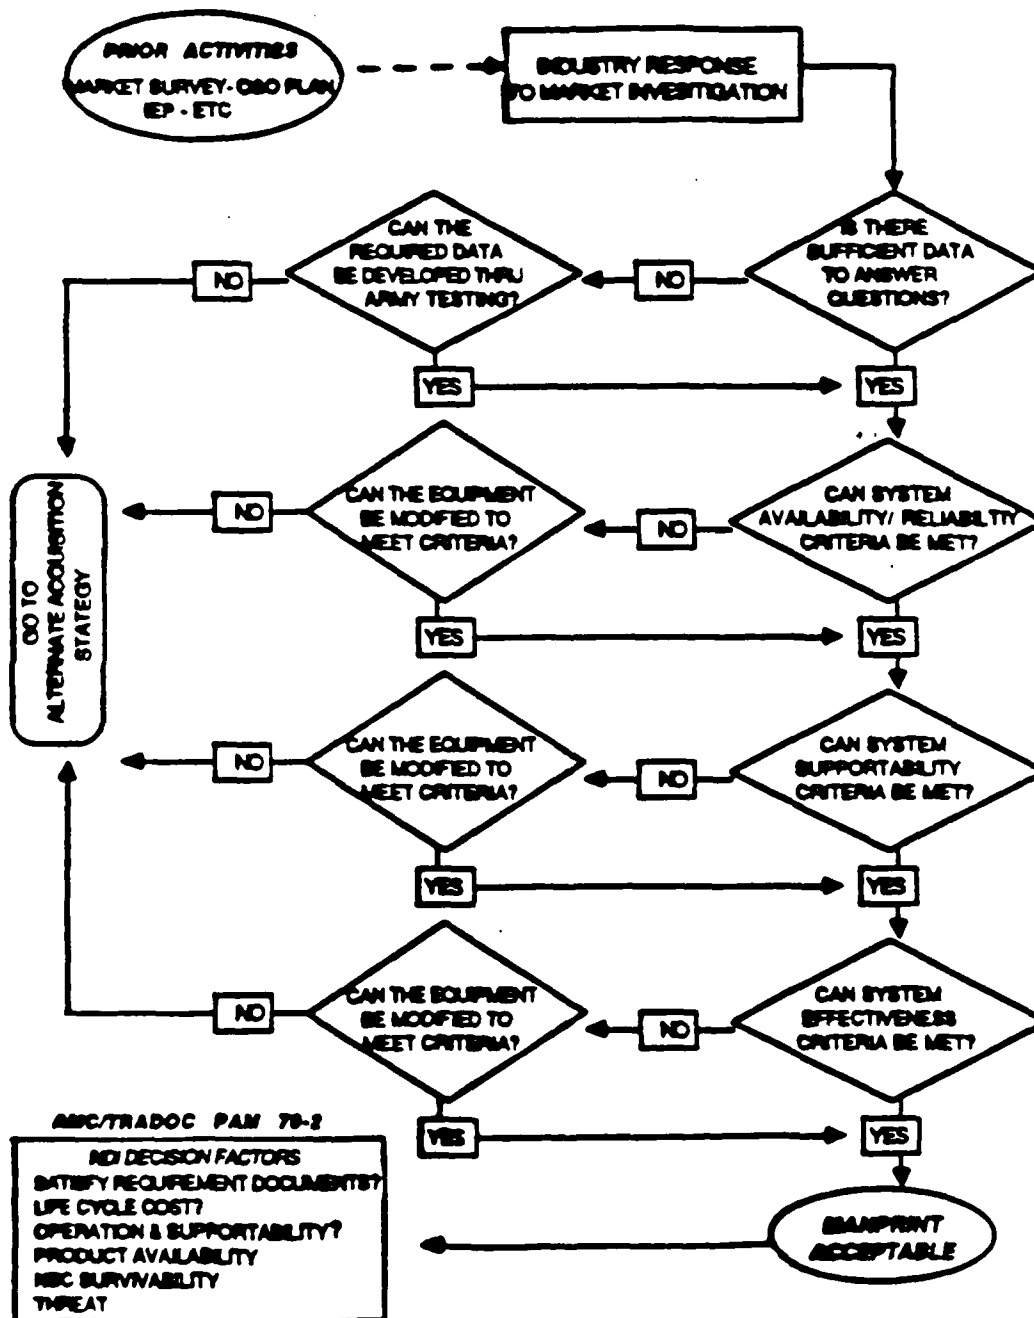 PRIOR ACTIVITIES
MARKET SURVEY - O&O PLAN
IEP - ETC
INDUSTRY RESPONSE
TO MARKET INVESITIGATION
CAN THE
REQUIRED DATA
BE DEVELOPED THRU
ARMY TESTING?
IS THERE
SUFFICIENT DATA
TO ANSWER
QUESTIONS?
NO
NO
YES
YES
GO TO
ALTERNATE ACQUISITION
STATEGY
CAN THE EQUIPMENT
BE MODIFIED TO
MEET CRITERIA?
CAN SYSTEM
AVAILABILITY/ RELIABILTIY
CRITERIA BE MET?
NO
NO
YES
YES
CAN THE EQUIPMENT
BE MODIFIED TO
MEET CRITERIA?
CAN SYSTEM
SUPPORTABILITY
CRITERIA BE MET?
NO
NO
YES
YES
CAN THE EQUIPMENT
BE MODIFIED TO
MEET CRITERIA?
CAN SYSTEM
EFFECTIVENESS
CRITERIA BE MET?
NO
NO
YES
YES
AMC/TRADOC PAM 70-2
NDI DECISION FACTORS
SATISFY REQUIREMENT DOCUMENTS?
LIFE CYCLE COST?
OPERATION & SUPPORTABILITY?
PRODUCT AVAILABILITY
NBC SURVIVABILITY
THREAT
MANPRINT
ACCEPTABLE